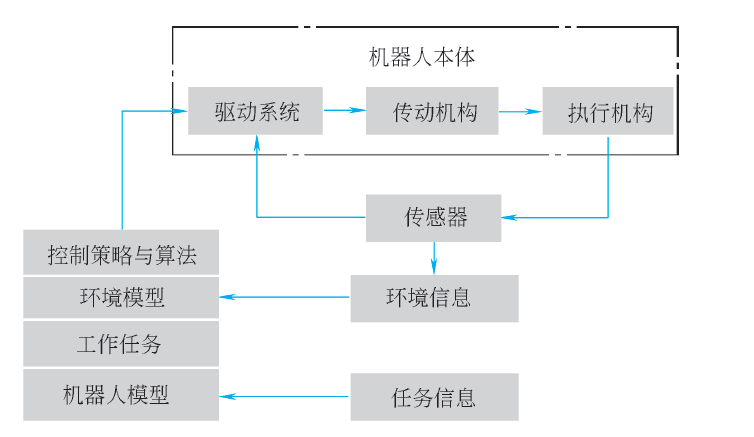 机器人本体
驱动系统
传动机构
执行机构
传感器
控制策略与算法
环境模型
环境信息
工作任务
机器人模型
任务信息